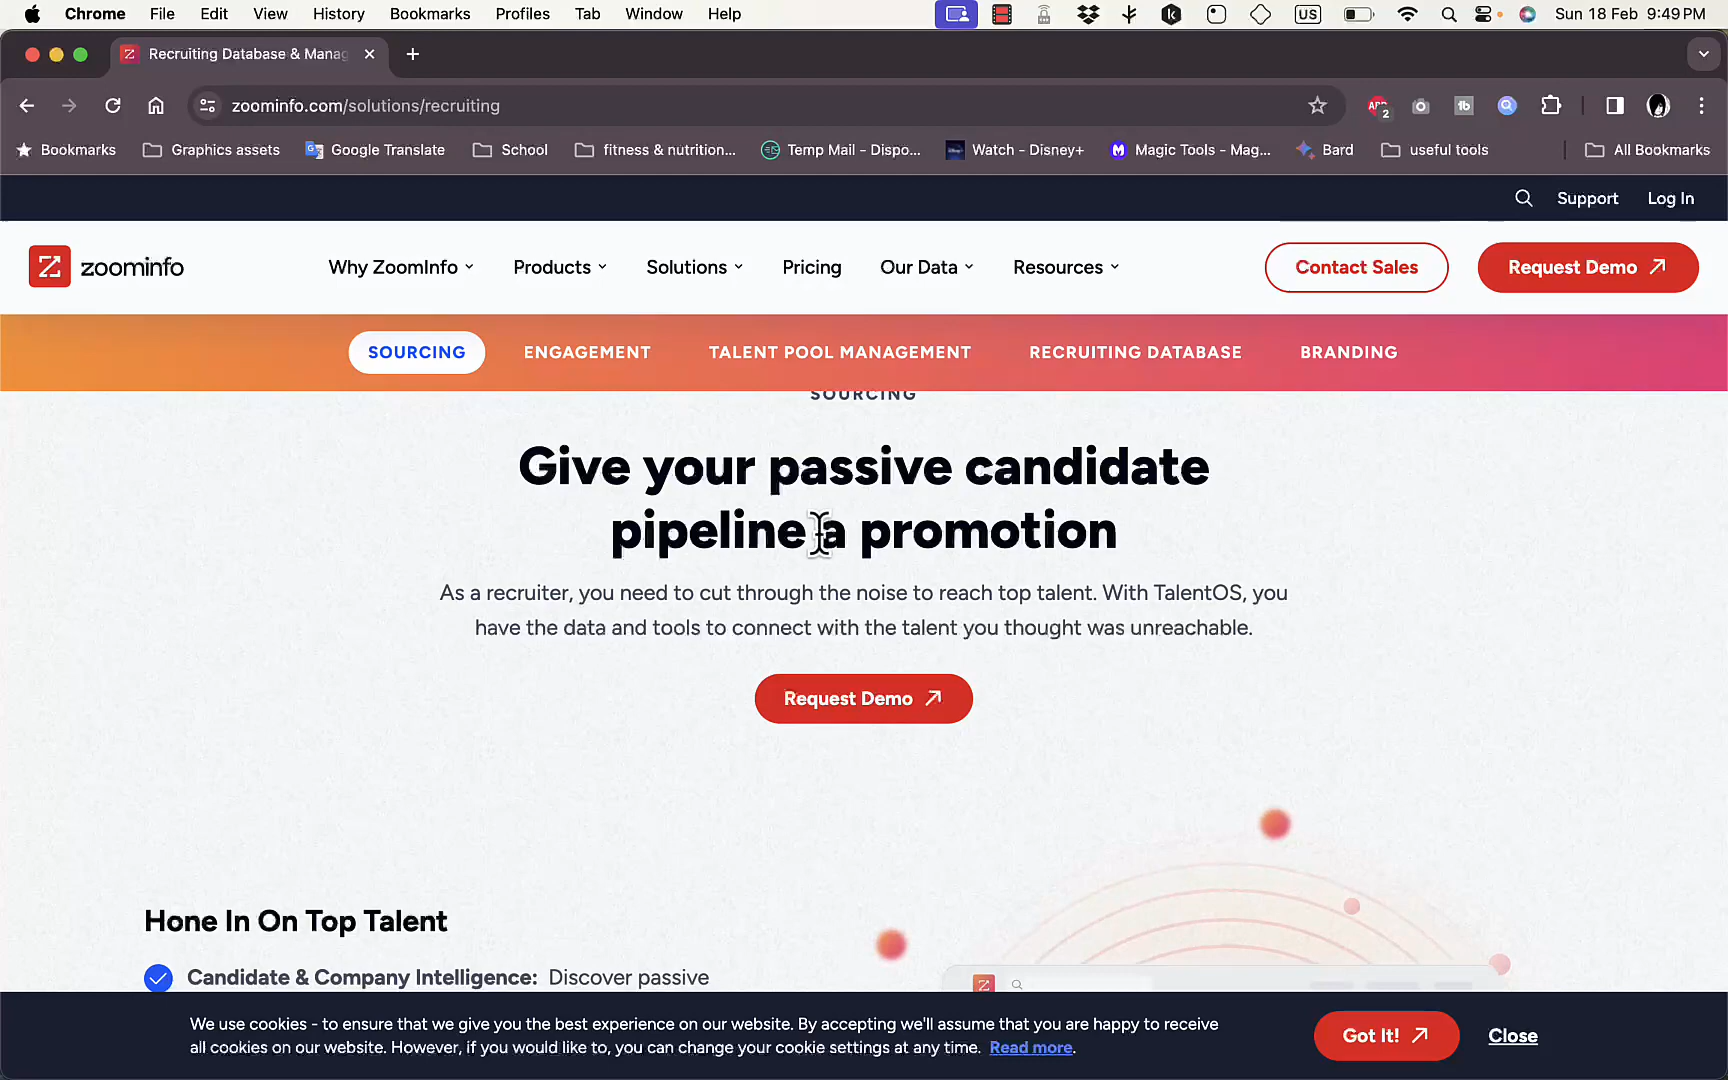 Chrome File Edit View History Bookmarks Profiles Tab Window Help US Sun 18 Feb 9:49 PM
Recruiting Database & Manag
zoominfo.com/solutions/recruiting
ABP 2 tb
Bookmarks Graphics assets Google Translate School fitness & nutrition... Temp Mail - Dispo... Watch - Disney+ Magic Tools - Mag... Bard useful tools All Bookmarks
Support Log In
zoominfo Why ZoomInfo Products Solutions Pricing Our Data Resources Contact Sales Request Demo
SOURCING ENGAGEMENT TALENT POOL MANAGEMENT RECRUITING DATABASE BRANDING
SOURCING
Give your passive candidate
pipeline a promotion
As a recruiter, you need to cut through the noise to reach top talent. With TalentOS, you
have the data and tools to connect with the talent you thought was unreachable.
Request Demo
Hone In On Top Talent
Candidate & Company Intelligence: Discover passive
We use cookies - to ensure that we give you the best experience on our website. By accepting we'll assume that you are happy to receive
all cookies on our website. However, if you would like to, you can change your cookie settings at any time. Read more.
Got It! Close